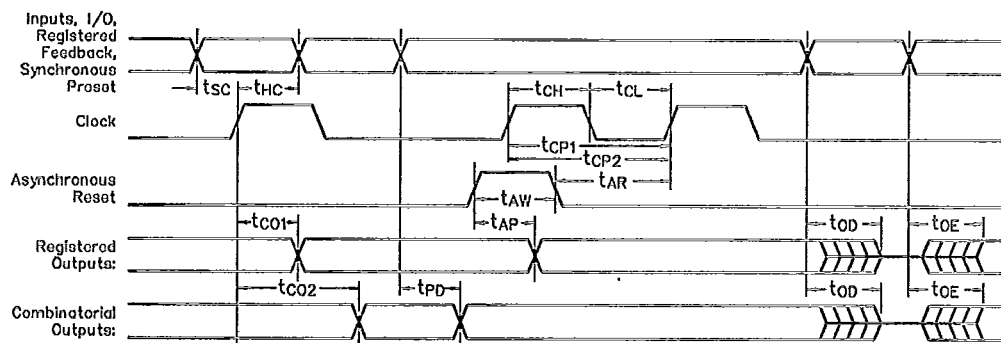 Inputs, I/O,
Registered
Feedback,
Synchronous
Preset
tSC
tHC
tCH
tCL
Clock
tCP1
tCP2
tAR
Asynchronous
Reset
tAW
tCO1
tAP
tOD
tOE
Registered
Outputs:
tCO2
tPD
tOD
tOE
Combinatorial
Outputs: